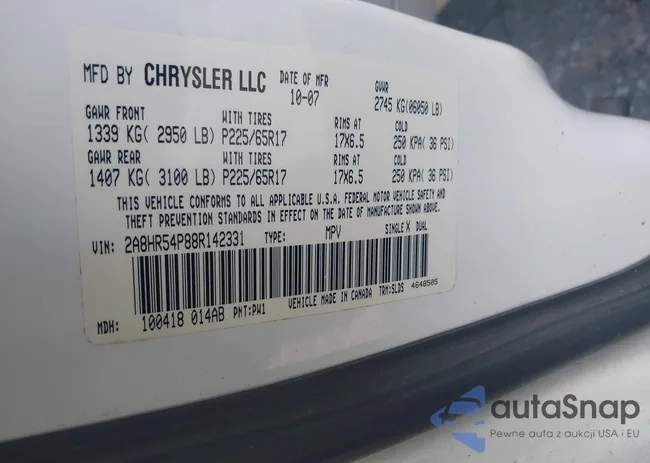 MFD BY CHRYSLER LLC DATE OF MFR 10-07 GVWR 2745 KG(06050 LB)
GAWR FRONT WITH TIRES RIMS AT COLD
1339 KG( 2950 LB) P225/65R17 17X6.5 250 KPA( 36 PSI)
GAWR REAR WITH TIRES RIMS AT COLD
1407 KG( 3100 LB) P225/65R17 17X6.5 250 KPA( 36 PSI)
THIS VEHICLE CONFORMS TO ALL APPLICABLE U.S.A. FEDERAL MOTOR VEHICLE SAFETY AND
THEFT PREVENTION STANDARDS IN EFFECT ON THE DATE OF MANUFACTURE SHOWN ABOVE.
VIN: 2A8HR54P88R142331 TYPE: MPV SINGLE X DUAL
MDH: 100418 014AB PNT:PW1 VEHICLE MADE IN CANADA TRM:SLDS 4648505
autaSnap
Pewne auta z aukcji USA i EU